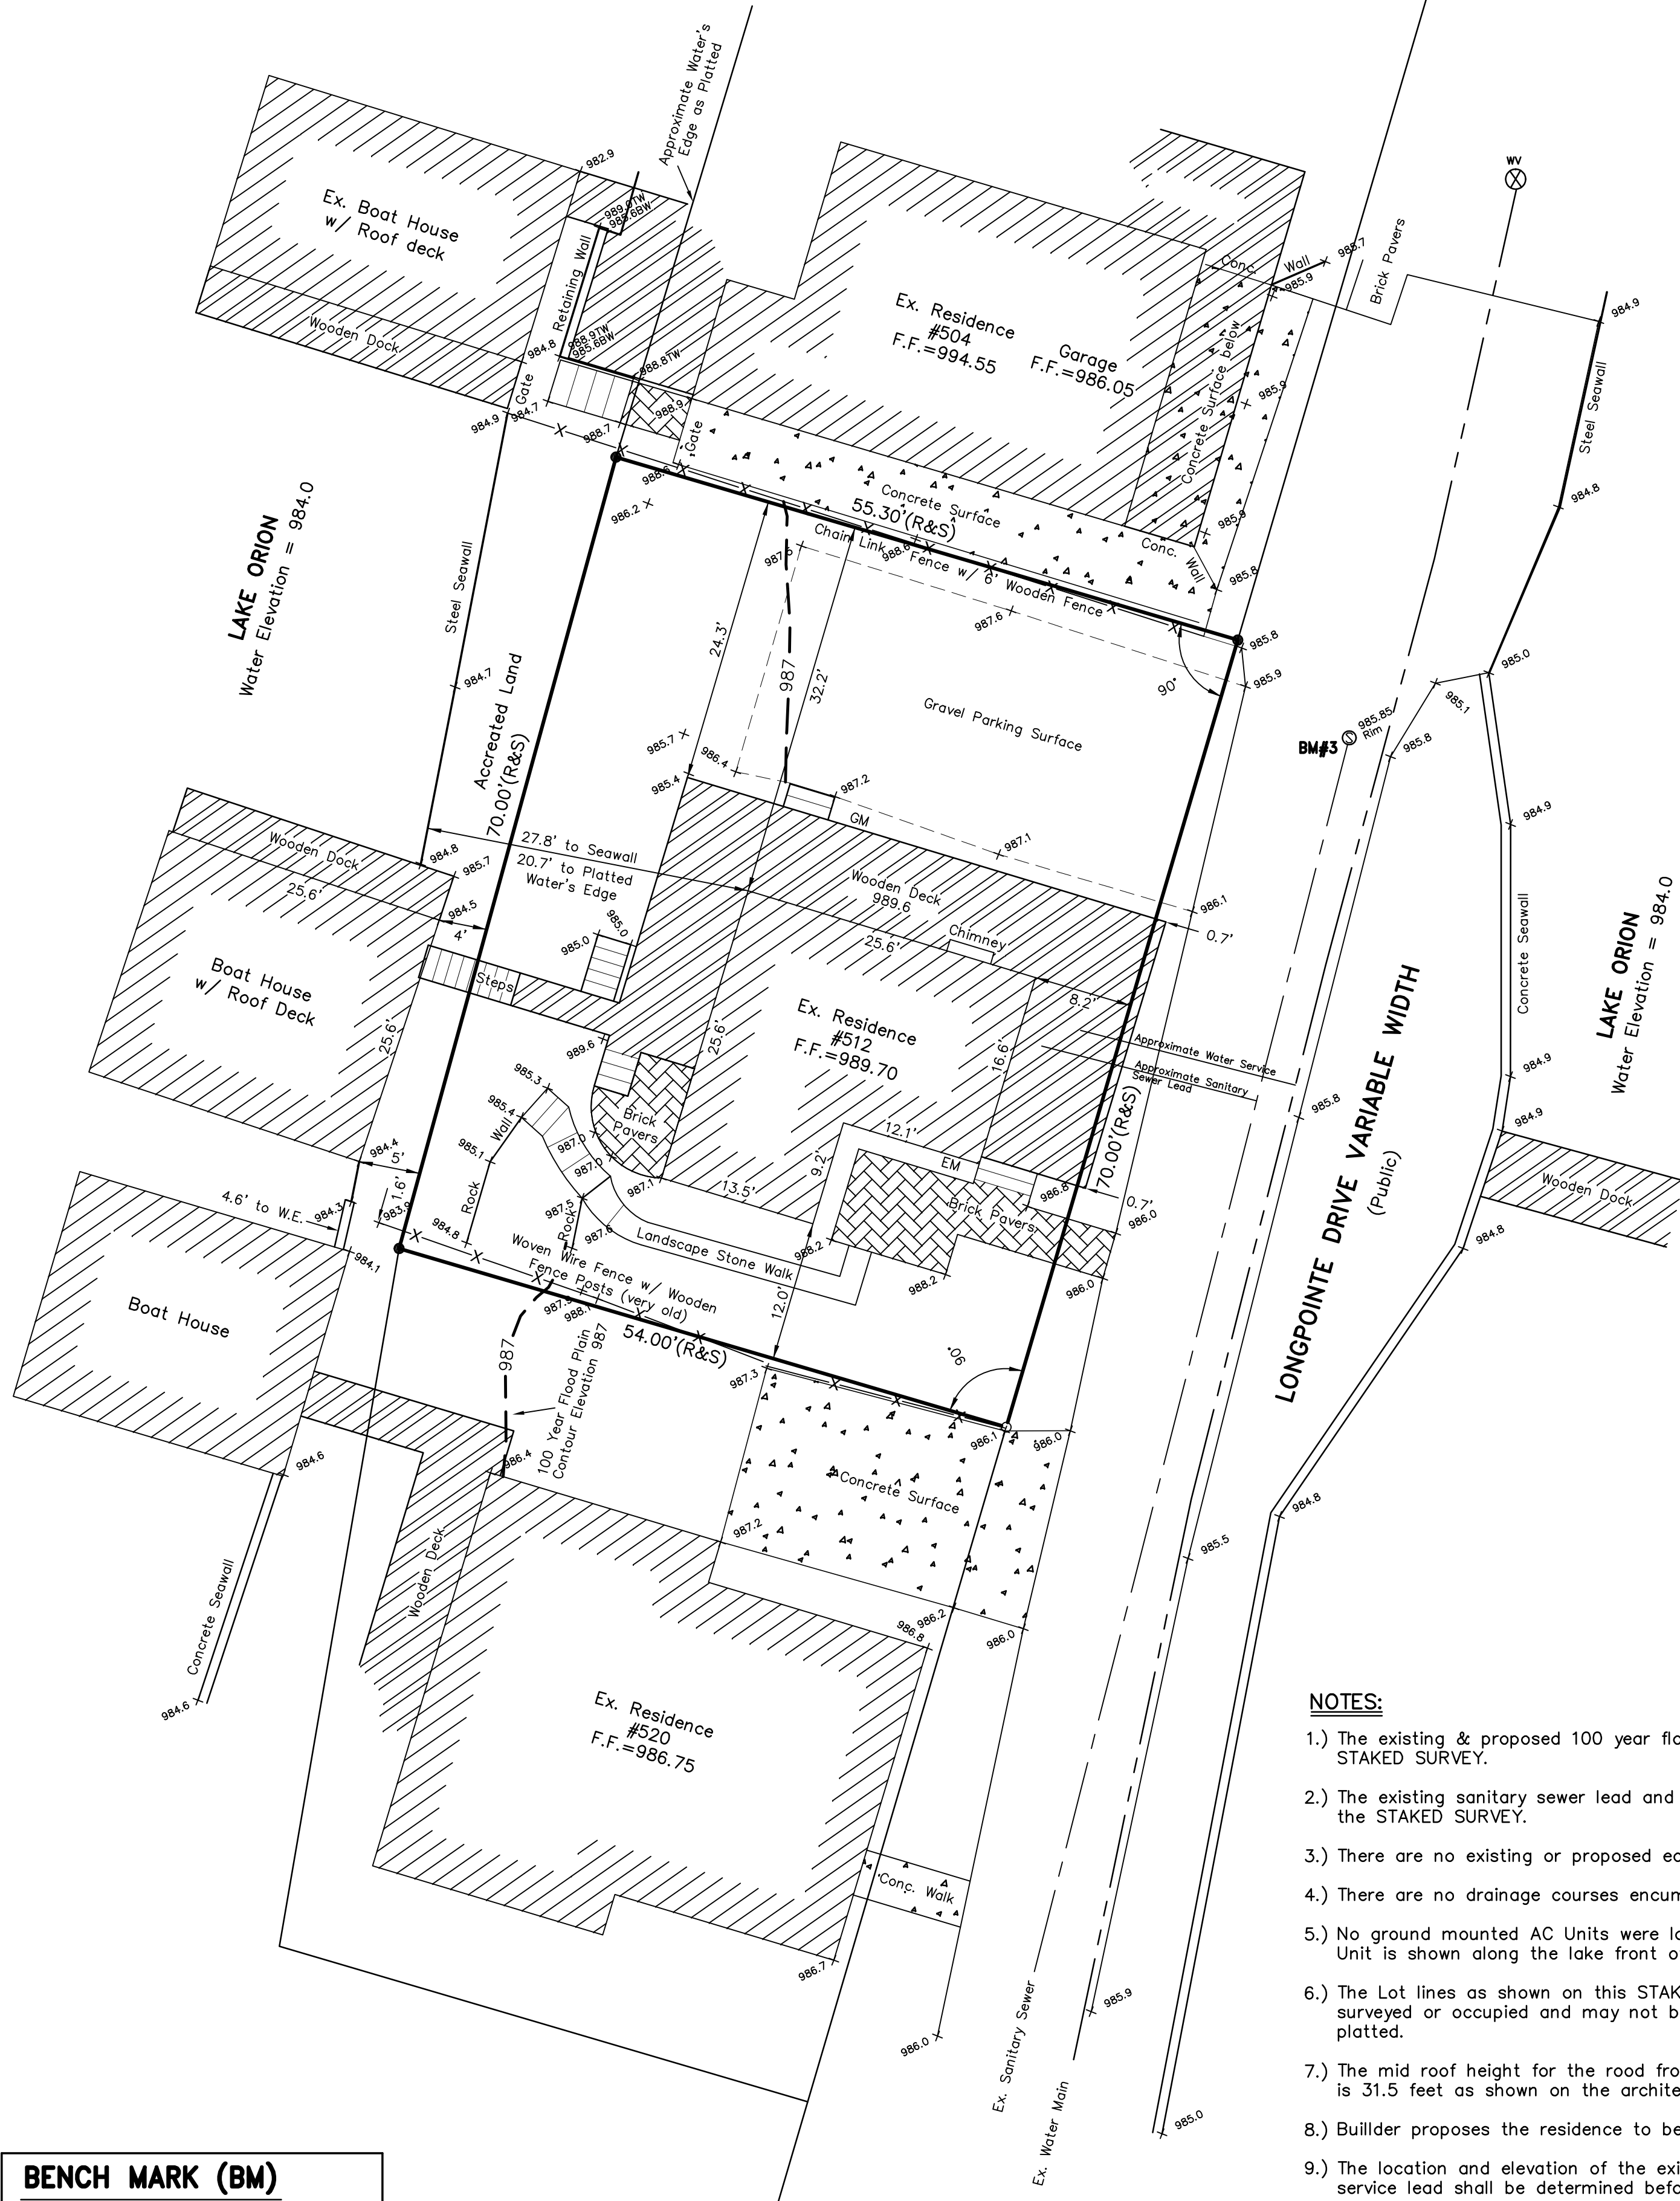 982.9
Approximate Water's
Edge as Platted
WV
Ex. Boat House
w/ Roof deck
989.0TW
985.6BW
Retaining Wall
Wooden Dock
984.8
988.9TW
985.6BW
988.8TW
Gate
984.9
984.7
988.7
988.9
Gate
988.6
986.2
Ex. Residence
#504
F.F.=994.55
Garage
F.F.=986.05
Conc.
Wall
985.7
985.9
Brick Pavers
984.9
Concrete Surface below
985.9
Steel Seawall
984.8
Concrete Surface
55.30'(R&S)
Chain Link Fence w/ 6' Wooden Fence
988.6
985.9
Conc.
Wall
985.8
LAKE ORION
Water Elevation = 984.0
Steel Seawall
984.7
Accreated Land
70.00'(R&S)
24.3'
987
32.2'
987.6
985.8
985.9
90°
985.0
985.1
Gravel Parking Surface
BM#3
985.85
Rim
985.8
985.7
986.4
985.4
987.2
GM
987.1
984.9
Wooden Dock
25.6'
984.8
985.7
27.8' to Seawall
20.7' to Platted
Water's Edge
984.5
4'
Wooden Deck
989.6
986.1
0.7'
Chimney
25.6'
985.0
985.0
8.2'
Boat House
w/ Roof Deck
Steps
25.6'
Ex. Residence
#512
F.F.=989.70
25.6'
16.6'
Approximate Water Service
Approximate Sanitary
Sewer Lead
LONGPOINTE DRIVE VARIABLE WIDTH
(Public)
Concrete Seawall
LAKE ORION
Water Elevation = 984.0
984.9
985.8
984.9
989.6
985.3
985.4
Wall
985.1
Rock
Brick
Pavers
987.0
987.0
987.1
987.5
Rock
987.6
12.1'
EM
9.2'
13.5'
70.00'(R&S)
986.8
0.7'
986.0
Brick Pavers
988.2
988.2
986.0
984.4
5'
1.6'
983.9
984.3
4.6' to W.E.
984.8
984.1
Landscape Stone Walk
Woven Wire Fence w/ Wooden
Fence Posts (very old)
12.0'
54.00'(R&S)
Wooden Dock
984.8
Boat House
987
100 Year Flood Plain
Contour Elevation 987
987.3
90°
986.1
986.0
984.6
986.4
Concrete Surface
984.8
Concrete Seawall
984.6
Wooden Deck
987.2
985.5
986.2
986.8
986.0
Ex. Residence
#520
F.F.=986.75
Conc. Walk
986.7
986.0
985.9
Ex. Sanitary Sewer
Ex. Water Main
985.0
NOTES:
1.) The existing & proposed 100 year flo
STAKED SURVEY.
2.) The existing sanitary sewer lead and
the STAKED SURVEY.
3.) There are no existing or proposed ea
4.) There are no drainage courses encum
5.) No ground mounted AC Units were lo
Unit is shown along the lake front o
6.) The Lot lines as shown on this STAK
surveyed or occupied and may not b
platted.
7.) The mid roof height for the rood fro
is 31.5 feet as shown on the archite
8.) Buillder proposes the residence to be
9.) The location and elevation of the exi
service lead shall be determined befo
BENCH MARK (BM)